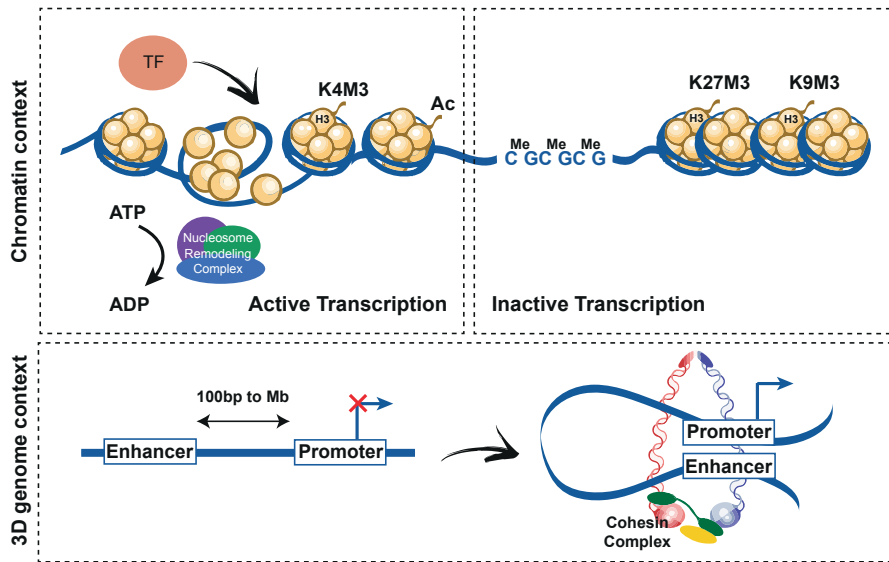 Chromatin context
TF
K4M3
H3
Ac
ATP
ADP
Nucleosome
Remodeling
Complex
Active Transcription
Me Me Me
C GC GC G
K27M3
H3
K9M3
H3
Inactive Transcription
3D genome context
100bp to Mb
Enhancer
Promoter
Promoter
Enhancer
Cohesin
Complex